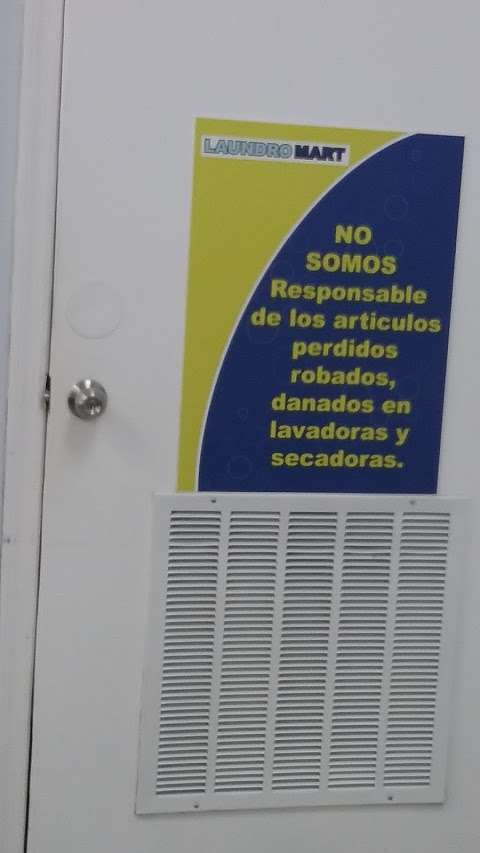 LAUNDRO MART
NO
SOMOS
Responsable
de los articulos
perdidos
robados,
danados en
lavadoras y
secadoras.